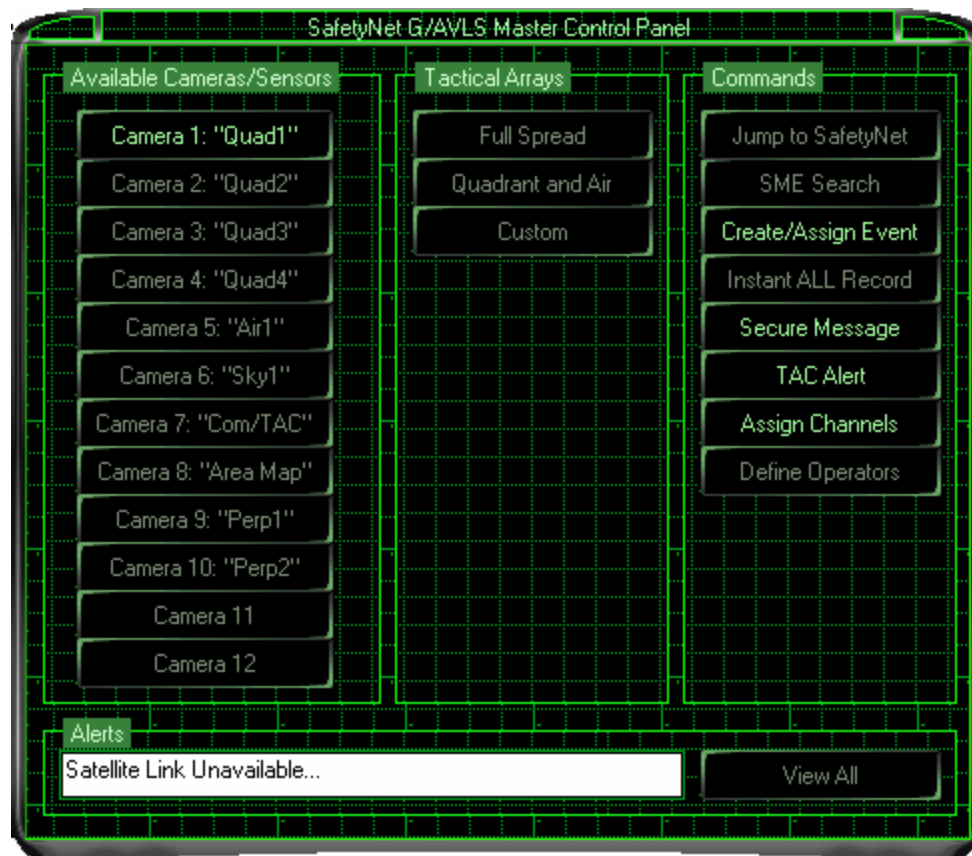 SafetyNet G/AVLS Master Control Panel
Available Cameras/Sensors
Camera 1: "Quad1"
Camera 2: "Quad2"
Camera 3: "Quad3"
Camera 4: "Quad4"
Camera 5: "Air1"
Camera 6: "Sky1"
Camera 7: "Com/TAC"
Camera 8: "Area Map"
Camera 9: "Perp1"
Camera 10: "Perp2"
Camera 11
Camera 12
Tactical Arrays
Full Spread
Quadrant and Air
Custom
Commands
Jump to SafetyNet
SME Search
Create/Assign Event
Instant ALL Record
Secure Message
TAC Alert
Assign Channels
Define Operators
Alerts
Satellite Link Unavailable...
View All